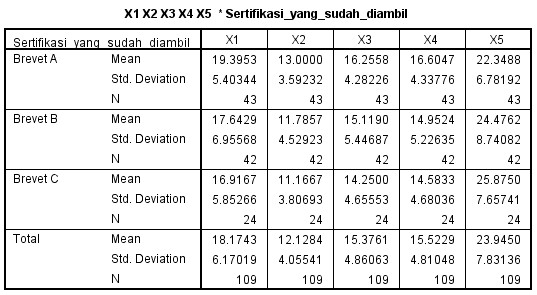 X1 X2 X3 X4 X5 * Sertifikasi_yang_sudah_diambil
Sertifikasi_yang_sudah_diambil X1 X2 X3 X4 X5
Brevet A Mean 19.3953 13.0000 16.2558 16.6047 22.3488
Std. Deviation 5.40344 3.59232 4.28226 4.33776 6.78192
N 43 43 43 43 43
Brevet B Mean 17.6429 11.7857 15.1190 14.9524 24.4762
Std. Deviation 6.95568 4.52923 5.44687 5.22635 8.74082
N 42 42 42 42 42
Brevet C Mean 16.9167 11.1667 14.2500 14.5833 25.8750
Std. Deviation 5.85266 3.80693 4.65553 4.68036 7.65741
N 24 24 24 24 24
Total Mean 18.1743 12.1284 15.3761 15.5229 23.9450
Std. Deviation 6.17019 4.05541 4.86063 4.81048 7.83136
N 109 109 109 109 109